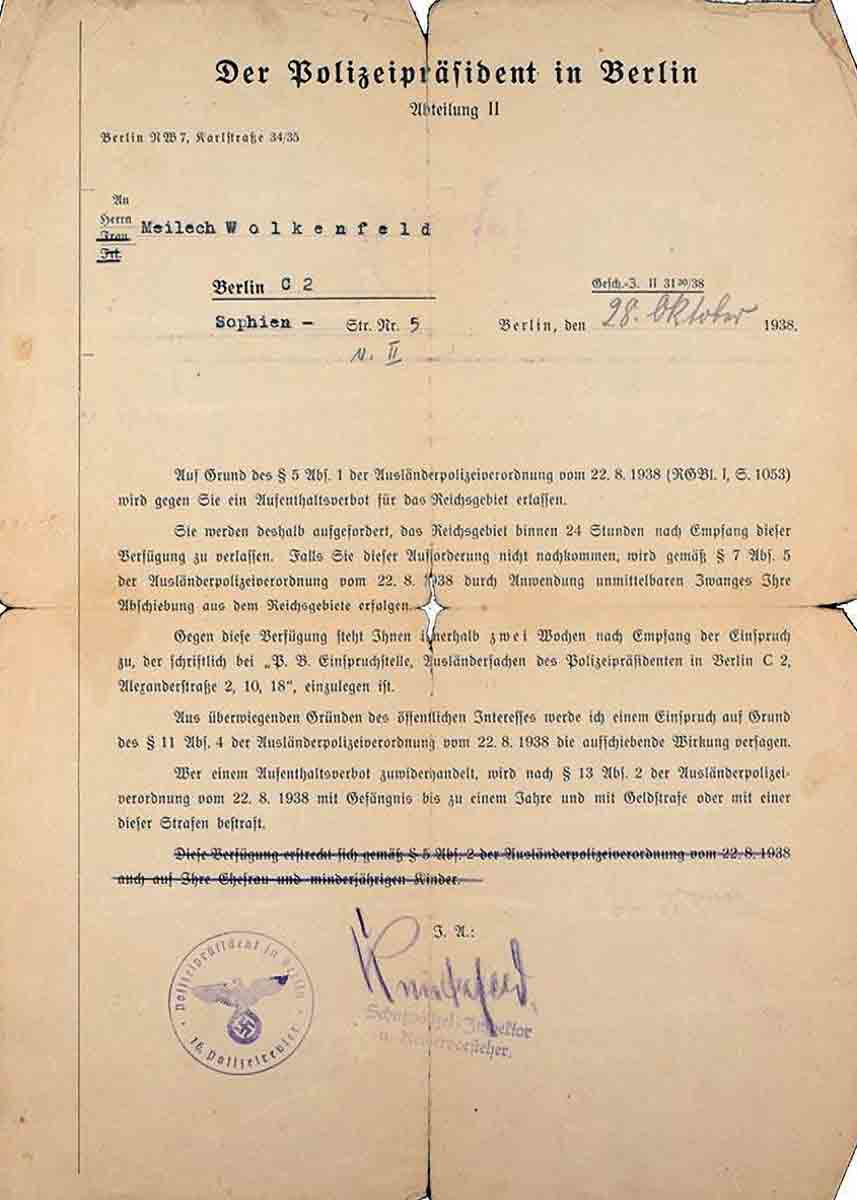 Der Polizeipräsident in Berlin
Abteilung II
Berlin NW 7, Karlstraße 34/35
An
Herrn
Frau
Frl.
Meilech Wolkenfeld
Berlin C 2
Gesch.-Z. II 31 30/38
Sophien - Str. Nr. 5
Berlin, den 28. Oktober 1938.
v. II
Auf Grund des § 5 Abs. 1 der Ausländerpolizeiverordnung vom 22. 8. 1938 (RGBl. I, S. 1053)
wird gegen Sie ein Aufenthaltsverbot für das Reichsgebiet erlassen.
Sie werden deshalb aufgefordert, das Reichsgebiet binnen 24 Stunden nach Empfang dieser
Verfügung zu verlassen. Falls Sie dieser Aufforderung nicht nachkommen, wird gemäß § 7 Abs. 5
der Ausländerpolizeiverordnung vom 22. 8. 1938 durch Anwendung unmittelbaren Zwanges Ihre
Abschiebung aus dem Reichsgebiete erfolgen.
Gegen diese Verfügung steht Ihnen innerhalb zwei Wochen nach Empfang der Einspruch
zu, der schriftlich bei „P. B. Einspruchstelle, Ausländersachen des Polizeipräsidenten in Berlin C 2,
Alexanderstraße 2, 10, 18", einzulegen ist.
Aus überwiegenden Gründen des öffentlichen Interesses werde ich einem Einspruch auf Grund
des § 11 Abs. 4 der Ausländerpolizeiverordnung vom 22. 8. 1938 die aufschiebende Wirkung versagen.
Wer einem Aufenthaltsverbot zuwiderhandelt, wird nach § 13 Abs. 2 der Ausländerpolizei-
verordnung vom 22. 8. 1938 mit Gefängnis bis zu einem Jahre und mit Geldstrafe oder mit einer
dieser Strafen bestraft.
Diese Verfügung erstreckt sich gemäß § 5 Abs. 2 der Ausländerpolizeiverordnung vom 22. 8. 1938
auch auf Ihre Ehefrau und minderjährigen Kinder.
J. A.:
Schutzpolizei-Inspektor
u. Reviervorsteher.
Polizeipräsident in Berlin
16. Polizeirevier